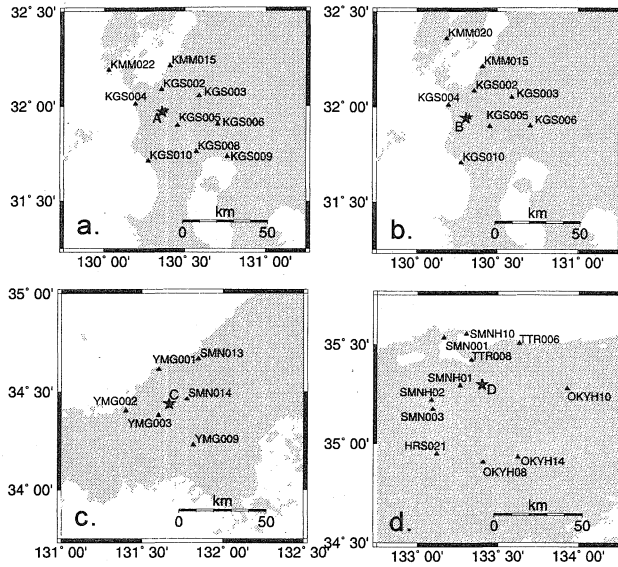 32° 30'
KMM022
KMM015
KGS002
KGS003
KGS004
32° 00'
A
KGS005
KGS006
KGS008
KGS010
KGS009
31° 30'
km
a.
0 50
130° 00' 130° 30' 131° 00'
32° 30'
KMM020
KMM015
KGS002
KGS003
KGS004
32° 00'
B
KGS005
KGS006
KGS010
31° 30'
km
b.
0 50
130° 00' 130° 30' 131° 00'
35° 00'
SMN013
YMG001
C
SMN014
34° 30'
YMG002
YMG003
YMG009
km
0 50
34° 00'
c.
131° 00' 131° 30' 132° 00' 132° 30'
SMNH10
TTR006
35° 30'
SMN001
TTR008
SMNH01
D
OKYH10
SMNH02
SMN003
35° 00'
HRS021
OKYH14
OKYH08
km
0 50
d.
34° 30'
133° 00' 133° 30' 134° 00'